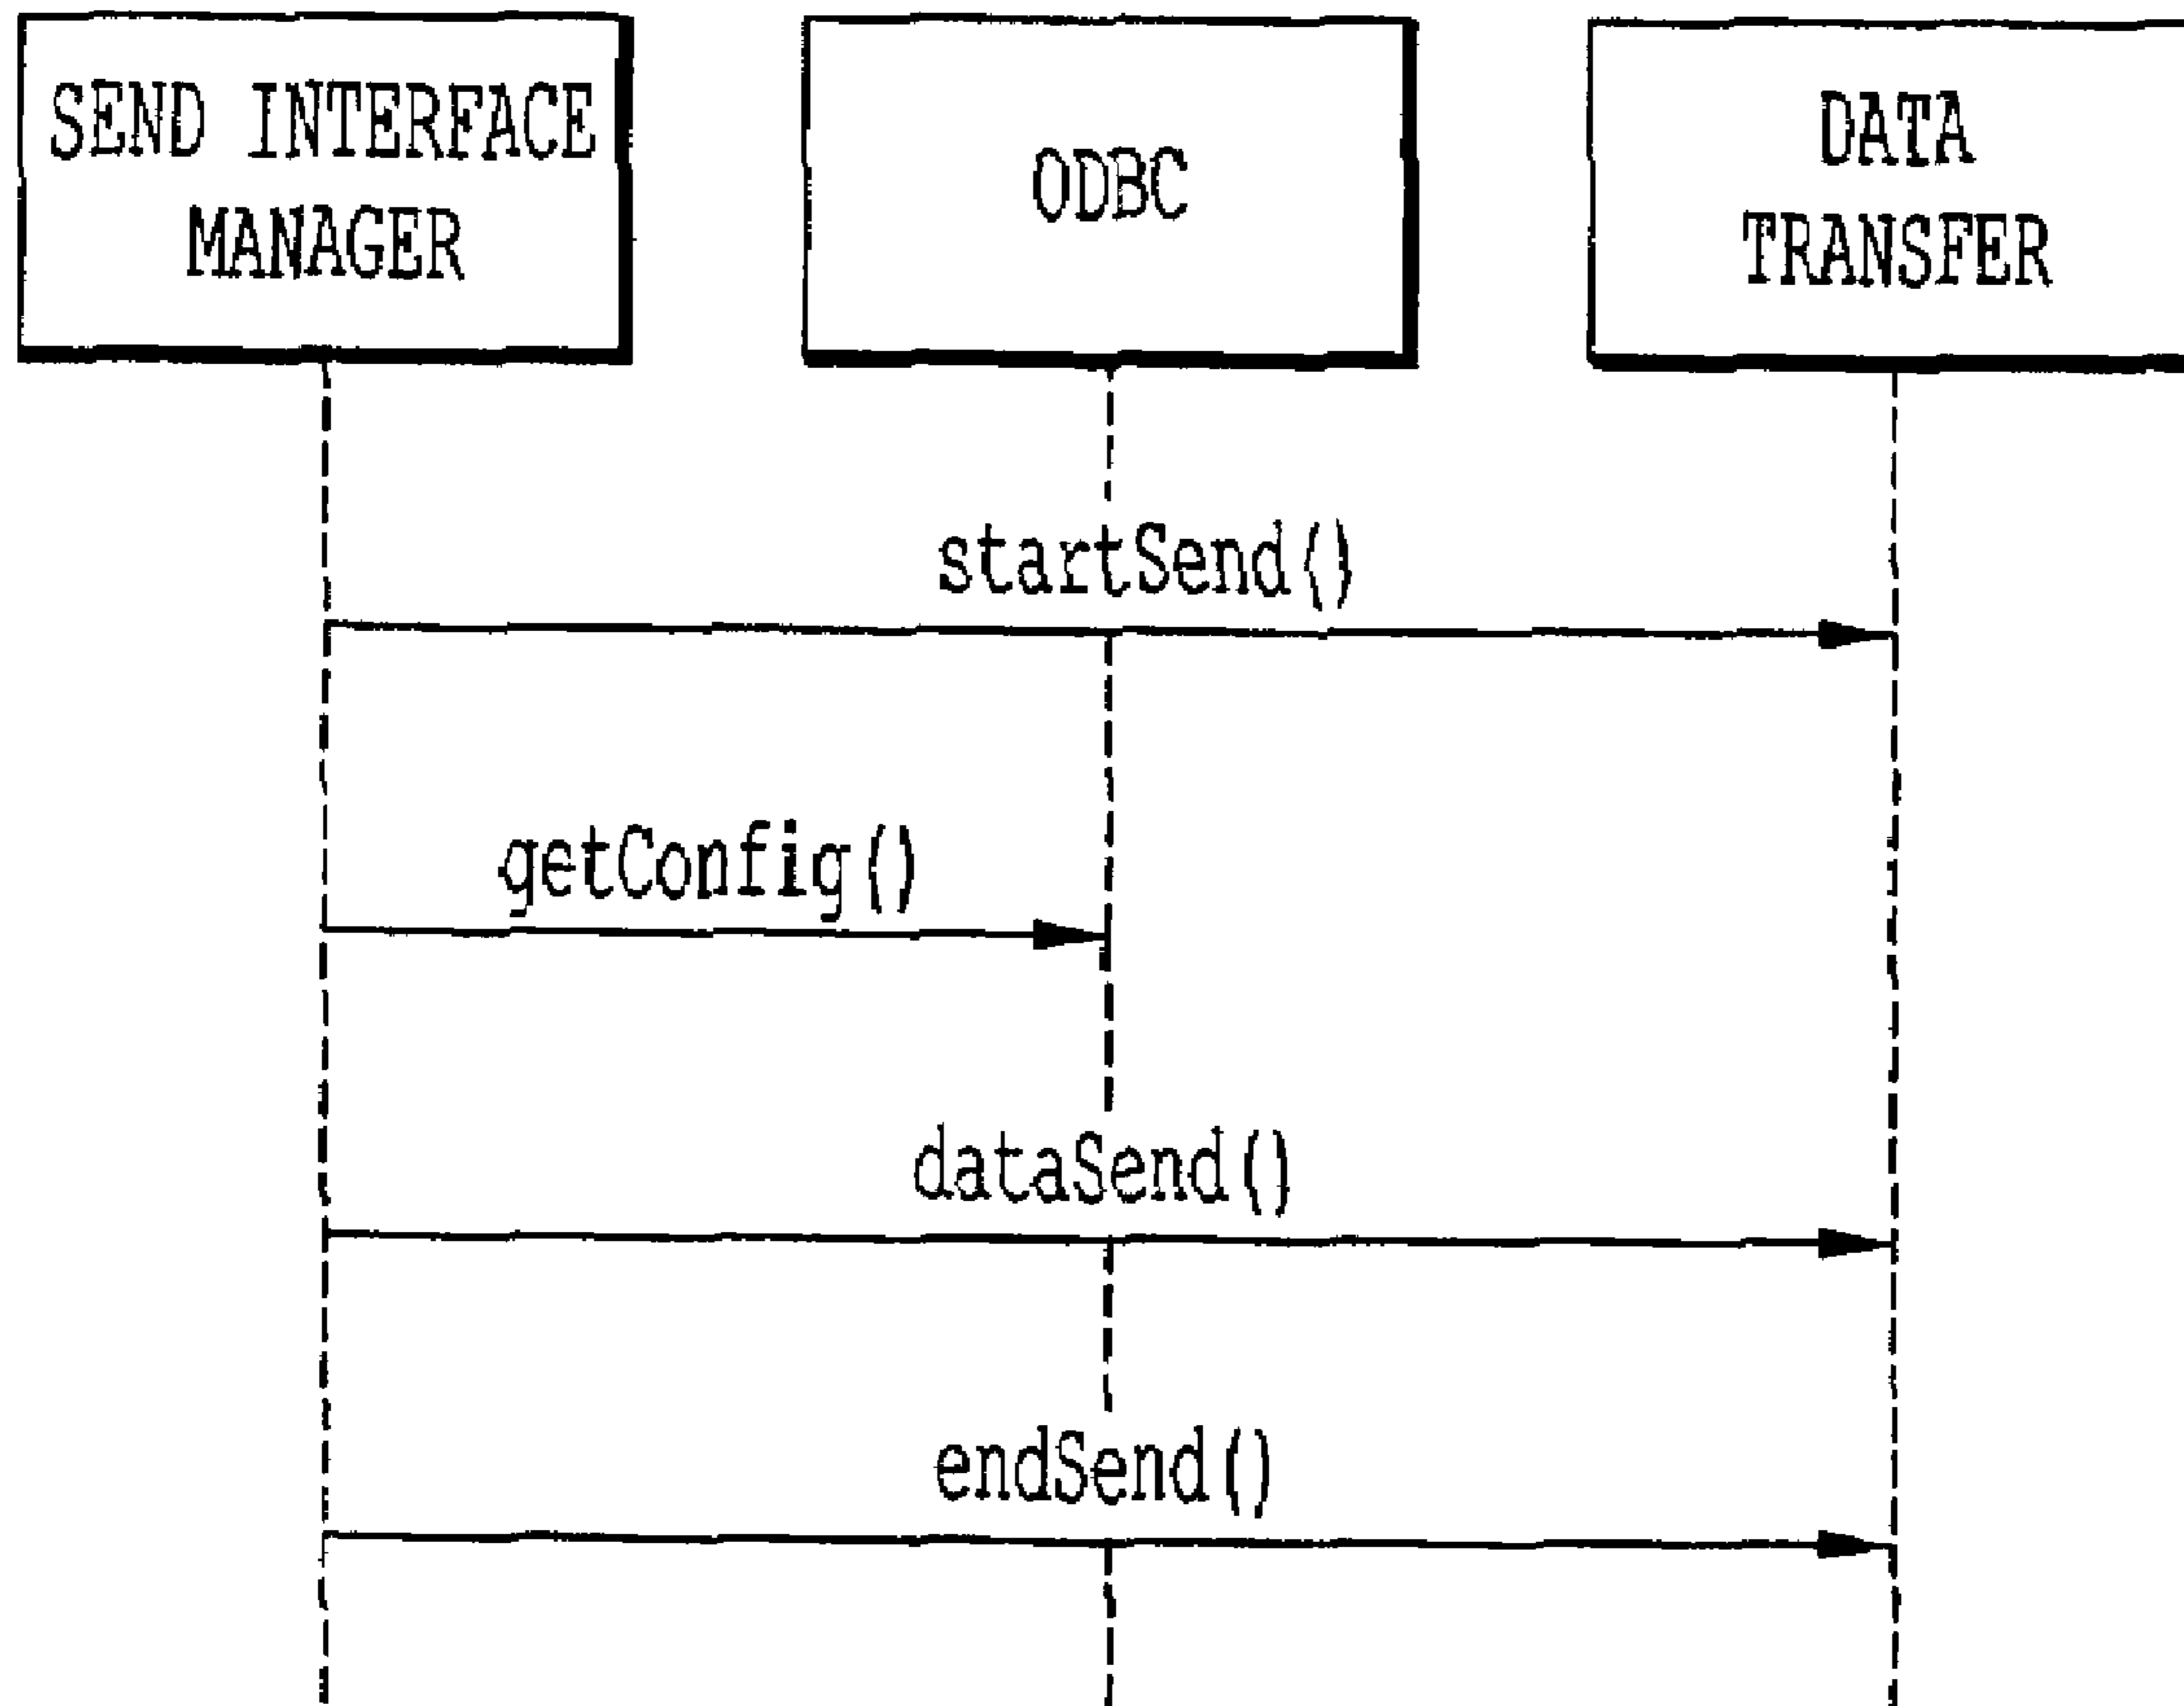 SEND INTERFACE
MANAGER
ODBC
DATA
TRANSFER
startSend()
getConfig()
dataSend()
endSend()